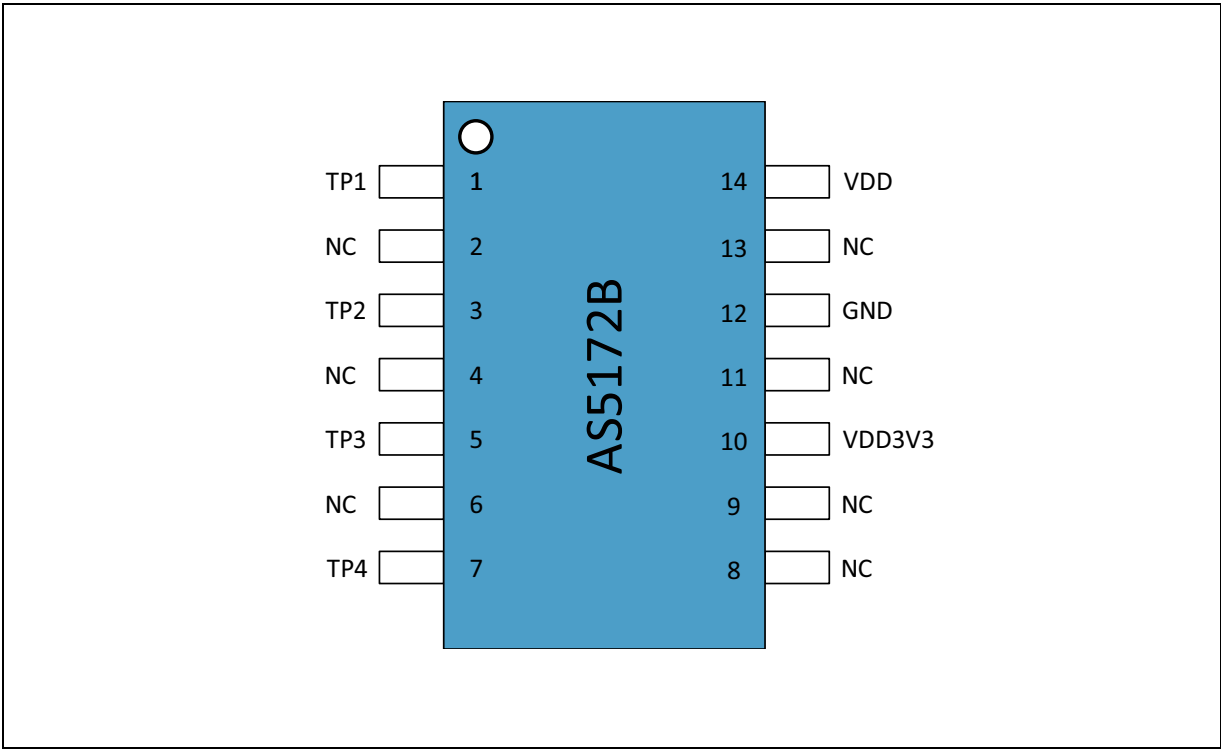 TP1 1 14 VDD
NC 2 13 NC
TP2 3 12 GND
NC 4 11 NC
TP3 5 10 VDD3V3
NC 6 9 NC
TP4 7 8 NC
AS5172B